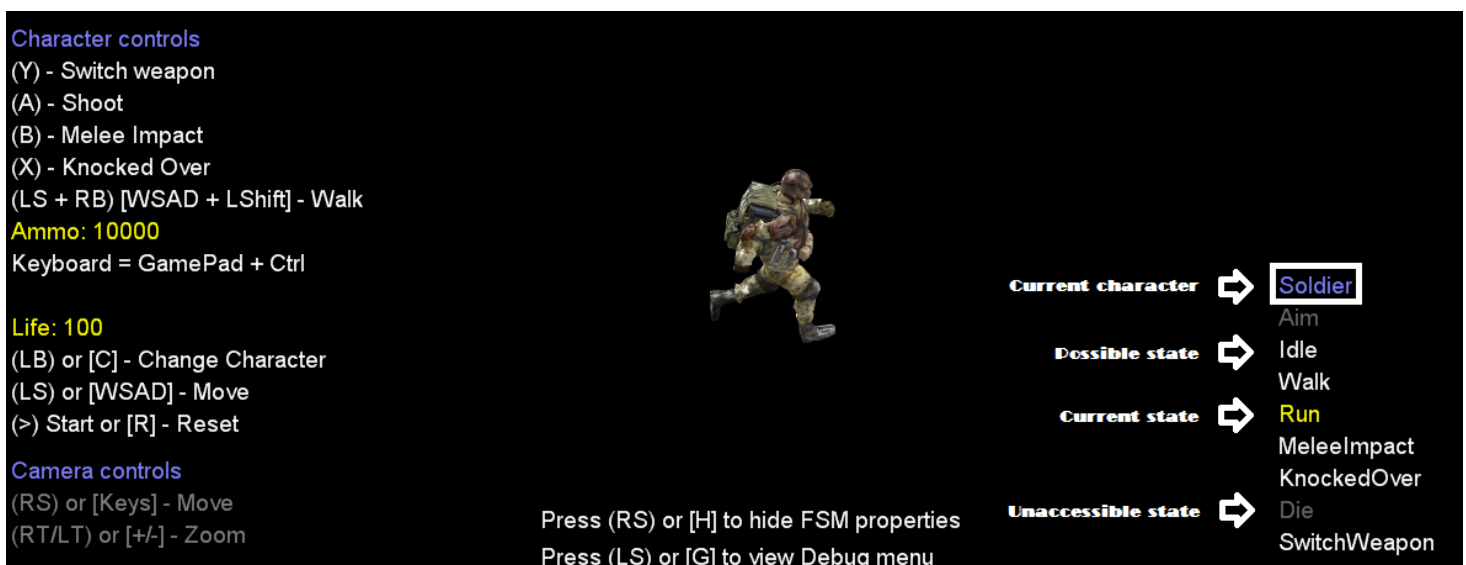 Character controls
(Y) - Switch weapon
(A) - Shoot
(B) - Melee Impact
(X) - Knocked Over
(LS + RB) [WSAD + LShift] - Walk
Ammo: 10000
Keyboard = GamePad + Ctrl
Life: 100
(LB) or [C] - Change Character
(LS) or [WSAD] - Move
(>) Start or [R] - Reset
Camera controls
(RS) or [Keys] - Move
(RT/LT) or [+/-] - Zoom
Press (RS) or [H] to hide FSM properties
Press (LS) or [G] to view Debug menu
Current character
Soldier
Aim
Possible state
Idle
Walk
Current state
Run
MeleeImpact
KnockedOver
Unaccessible state
Die
SwitchWeapon